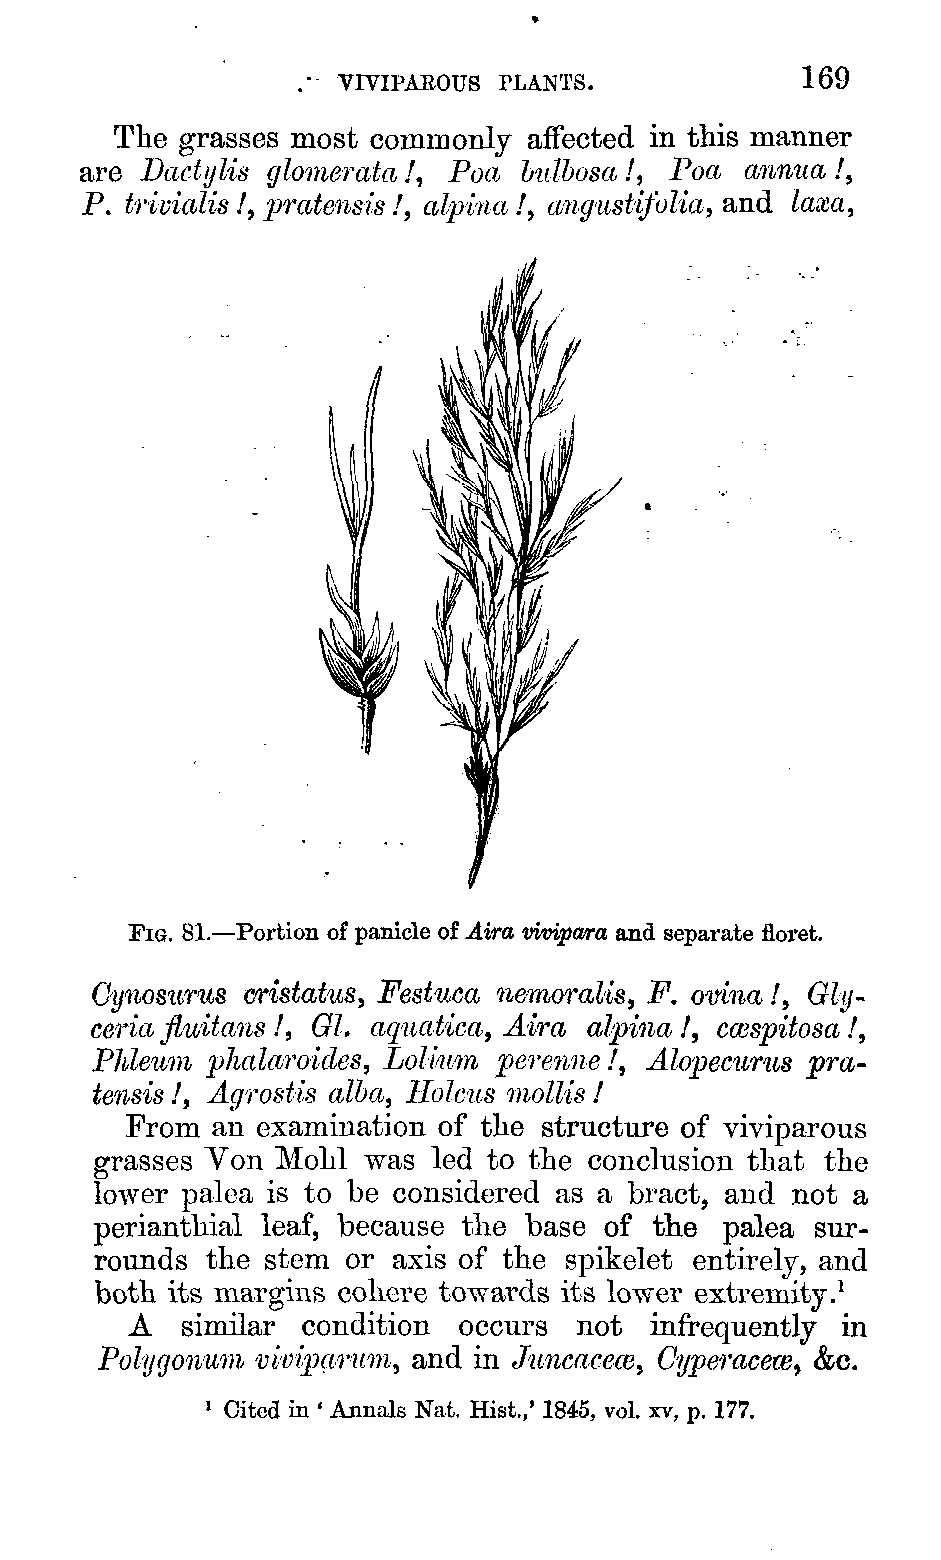 VIVIPAROUS PLANTS. 169
The grasses most commonly affected in this manner
are Dactylis glomerata!, Poa bulbosa!, Poa annua!,
P. trivialis!, pratensis!, alpina!, angustifolia, and laxa,
FIG. 81.—Portion of panicle of Aira vivipara and separate floret.
Cynosurus cristatus, Festuca nemoralis, F. ovina!, Gly-
ceria fluitans!, Gl. aquatica, Aira alpina!, cæspitosa!,
Phleum phalaroides, Lolium perenne!, Alopecurus pra-
tensis!, Agrostis alba, Holcus mollis!
From an examination of the structure of viviparous
grasses Von Mohl was led to the conclusion that the
lower palea is to be considered as a bract, and not a
perianthial leaf, because the base of the palea sur-
rounds the stem or axis of the spikelet entirely, and
both its margins cohere towards its lower extremity.¹
A similar condition occurs not infrequently in
Polygonum viviparum, and in Juncaceæ, Cyperaceæ, &c.
¹ Cited in ‘Annals Nat. Hist.,’ 1845, vol. xv, p. 177.